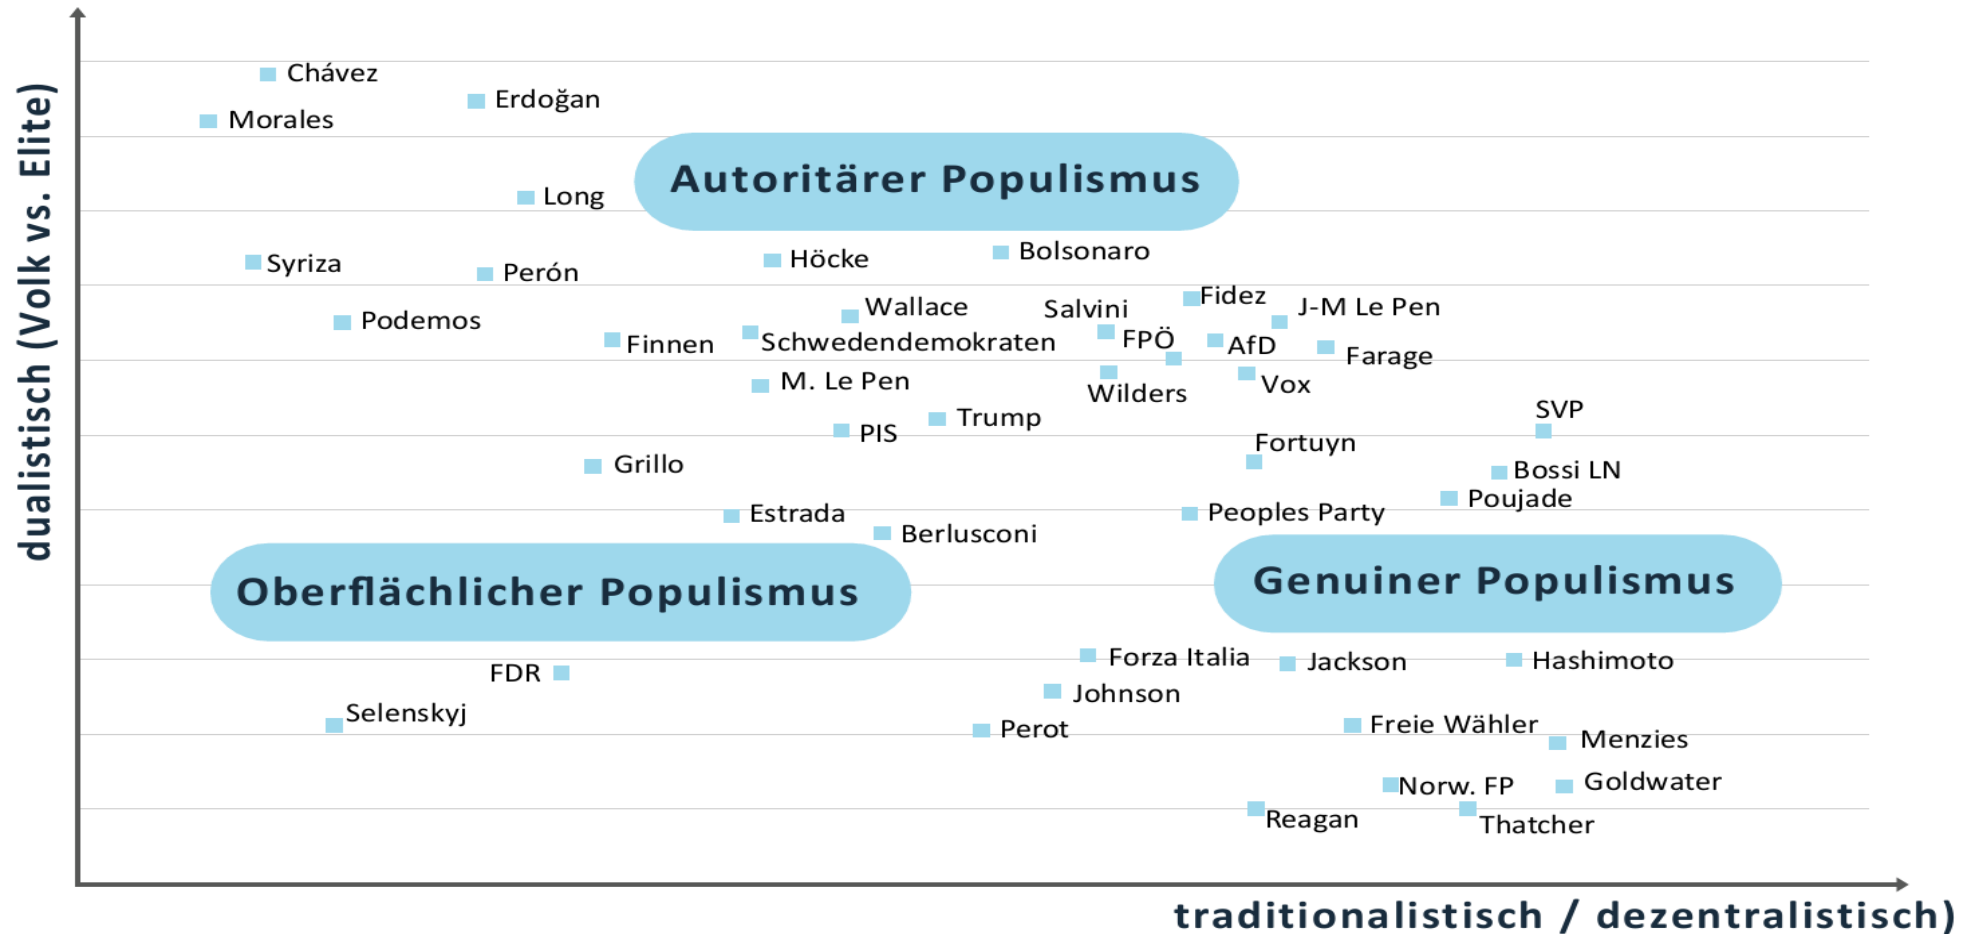 dualistisch (Volk vs. Elite)
Chávez
Erdoğan
Morales
Autoritärer Populismus
Long
Syriza
Perón
Höcke
Bolsonaro
Podemos
Wallace
Salvini
Fidez
J-M Le Pen
Finnen
Schwedendemokraten
FPÖ
AfD
Farage
M. Le Pen
Wilders
Vox
Trump
SVP
PIS
Fortuyn
Grillo
Bossi LN
Poujade
Estrada
Peoples Party
Berlusconi
Oberflächlicher Populismus
Genuiner Populismus
FDR
Forza Italia
Jackson
Hashimoto
Johnson
Selenskyj
Perot
Freie Wähler
Menzies
Norw. FP
Goldwater
Reagan
Thatcher
traditionalistisch / dezentralistisch)